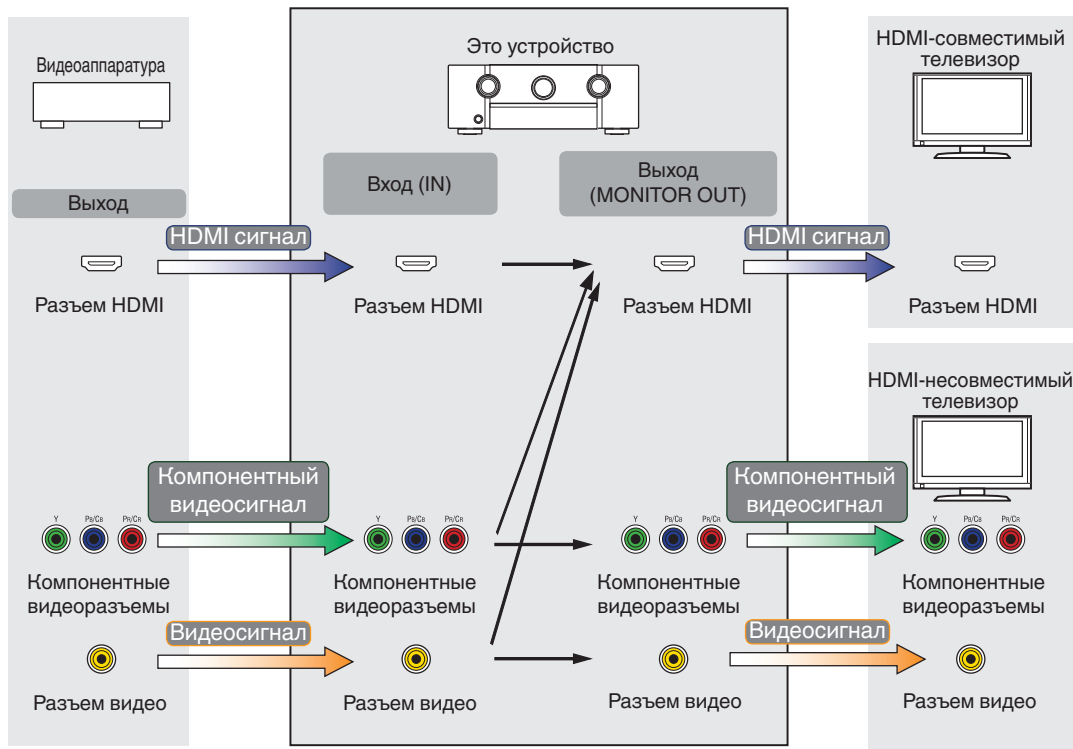 Видеоаппаратура
Это устройство
HDMI-совместимый
телевизор
Выход
Вход (IN)
Выход
(MONITOR OUT)
HDMI сигнал
HDMI сигнал
Разъем HDMI
Разъем HDMI
Разъем HDMI
Разъем HDMI
HDMI-несовместимый
телевизор
Компонентный
видеосигнал
Компонентный
видеосигнал
Y PB/CB PR/CR
Y PB/CB PR/CR
Y PB/CB PR/CR
Y PB/CB PR/CR
Компонентные
видеоразъемы
Компонентные
видеоразъемы
Компонентные
видеоразъемы
Компонентные
видеоразъемы
Видеосигнал
Видеосигнал
Разъем видео
Разъем видео
Разъем видео
Разъем видео